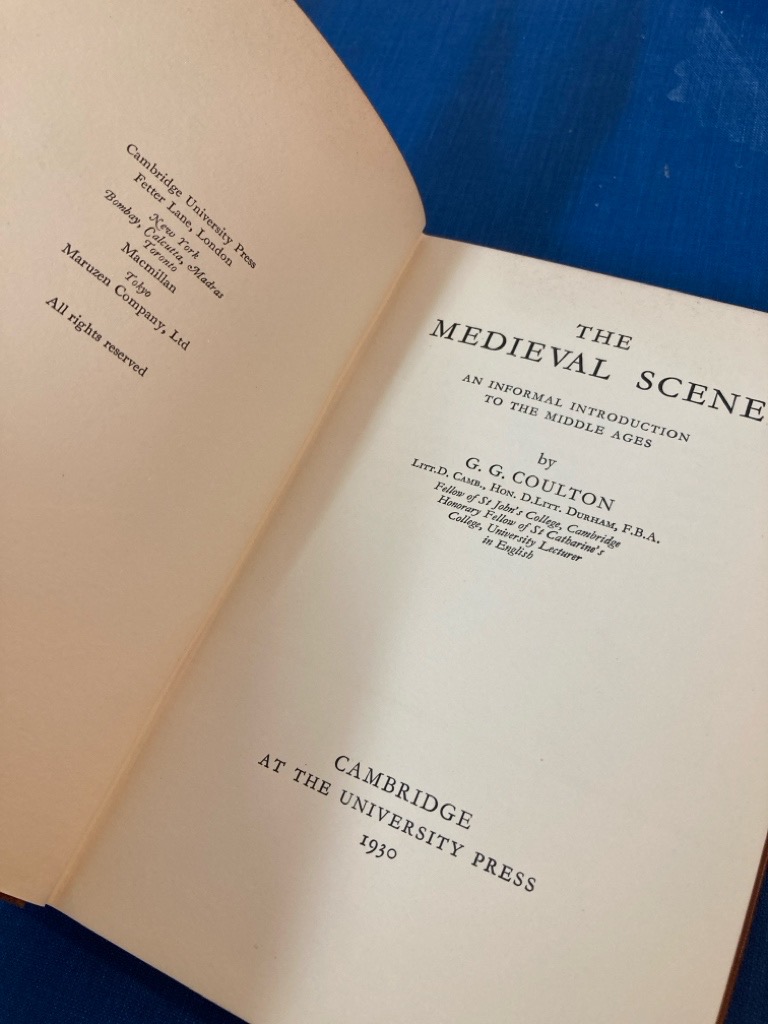 Cambridge University Press
Fetter Lane, London
New York
Bombay, Calcutta, Madras
Toronto
Macmillan
Tokyo
Maruzen Company, Ltd
All rights reserved
THE
MEDIEVAL SCENE
AN INFORMAL INTRODUCTION
TO THE MIDDLE AGES
by
G. G. COULTON
LITT.D. CAMB., HON. D.LITT. DURHAM, F.B.A.
Fellow of St John's College, Cambridge
Honorary Fellow of St Catharine's
College, University Lecturer
in English
CAMBRIDGE
AT THE UNIVERSITY PRESS
1930